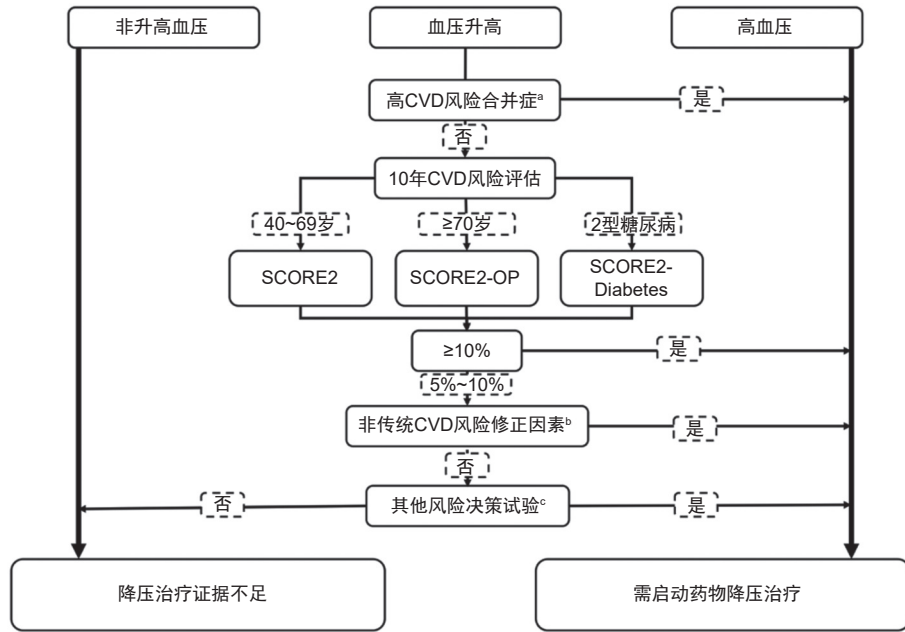 非升高血压
血压升高
高血压
高CVD风险合并症a
是
否
10年CVD风险评估
40~69岁
≥70岁
2型糖尿病
SCORE2
SCORE2-OP
SCORE2-
Diabetes
≥10%
是
5%~10%
非传统CVD风险修正因素b
是
否
否
其他风险决策试验c
是
降压治疗证据不足
需启动药物降压治疗